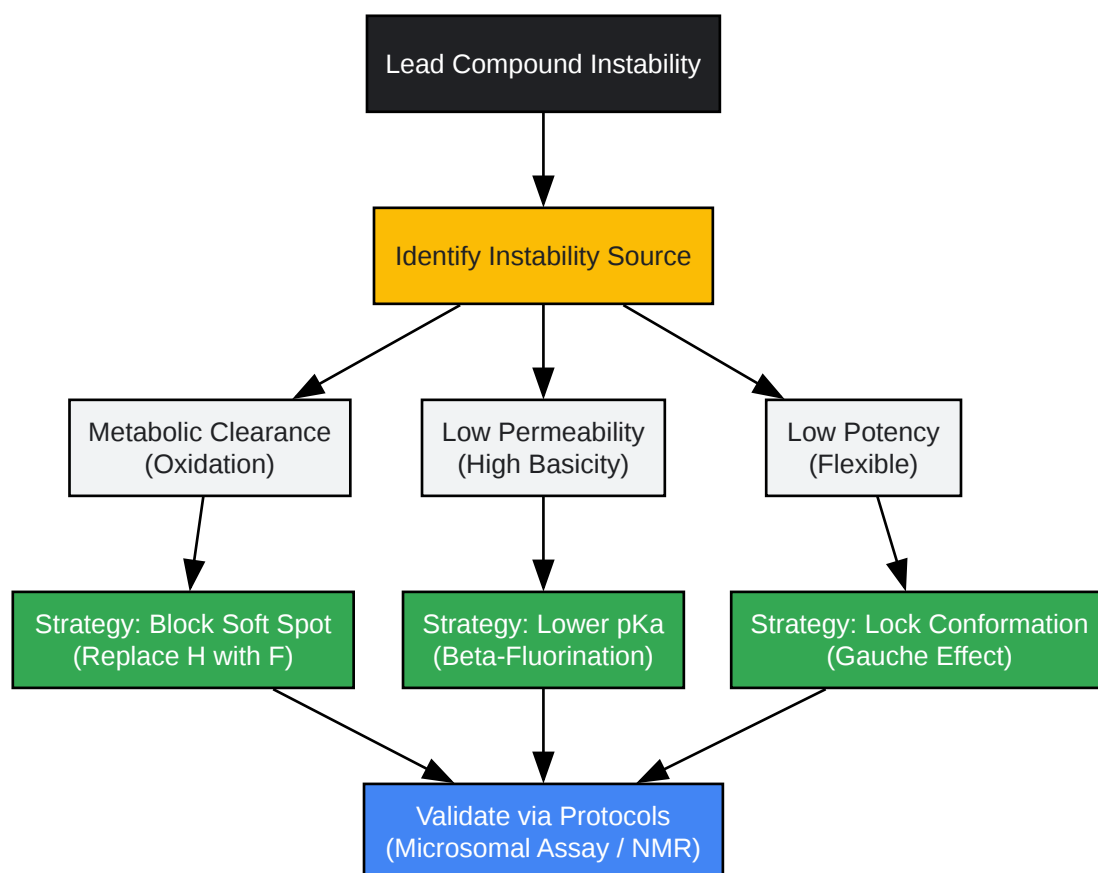 Lead Compound Instability
Identify Instability Source
Metabolic Clearance
(Oxidation)
Low Permeability
(High Basicity)
Low Potency
(Flexible)
Strategy: Block Soft Spot
(Replace H with F)
Strategy: Lower pKa
(Beta-Fluorination)
Strategy: Lock Conformation
(Gauche Effect)
Validate via Protocols
(Microsomal Assay / NMR)